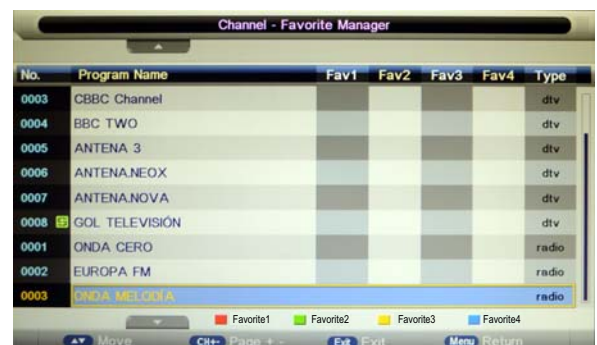 Channel - Favorite Manager
No. Program Name Fav1 Fav2 Fav3 Fav4 Type
0003 CBBC Channel dtv
0004 BBC TWO dtv
0005 ANTENA 3 dtv
0006 ANTENA.NEOX dtv
0007 ANTENA.NOVA dtv
0008 GOL TELEVISIÓN dtv
0001 ONDA CERO radio
0002 EUROPA FM radio
0003 ONDA MELODÍA radio
Favorite1 Favorite2 Favorite3 Favorite4
Move CH+- Page + - Exit Exit Menu Return